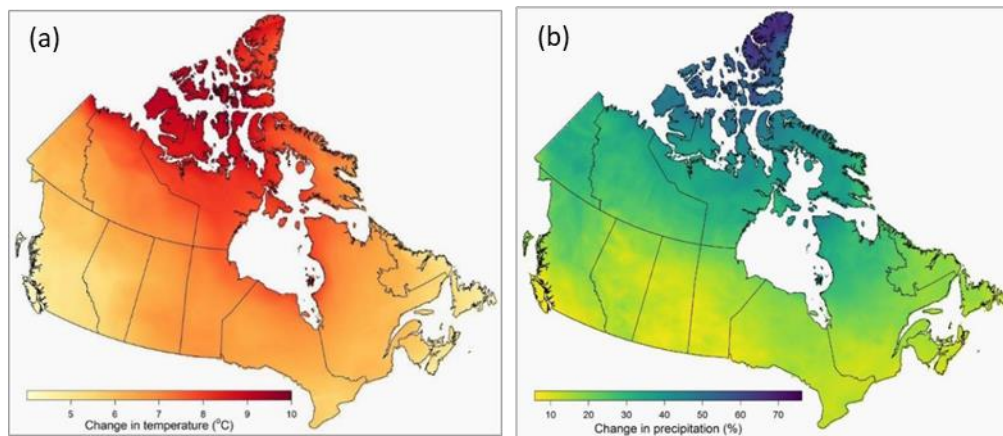 (a)
5 6 7 8 9 10
Change in temperature (°C)
(b)
10 20 30 40 50 60 70
Change in precipitation (%)